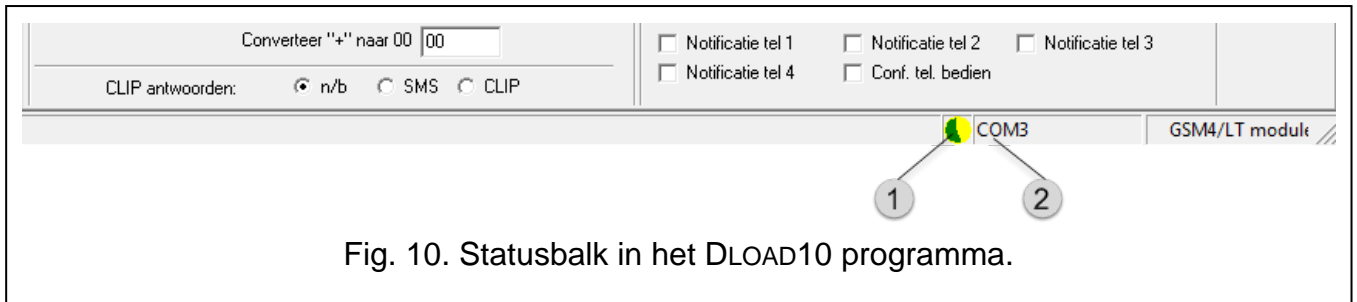 Converteer "+" naar 00 00
CLIP antwoorden: n/b SMS CLIP
Notificatie tel 1 Notificatie tel 2 Notificatie tel 3
Notificatie tel 4 Conf. tel. bedien
COM3 GSM4/LT module
1 2
Fig. 10. Statusbalk in het DLOAD10 programma.